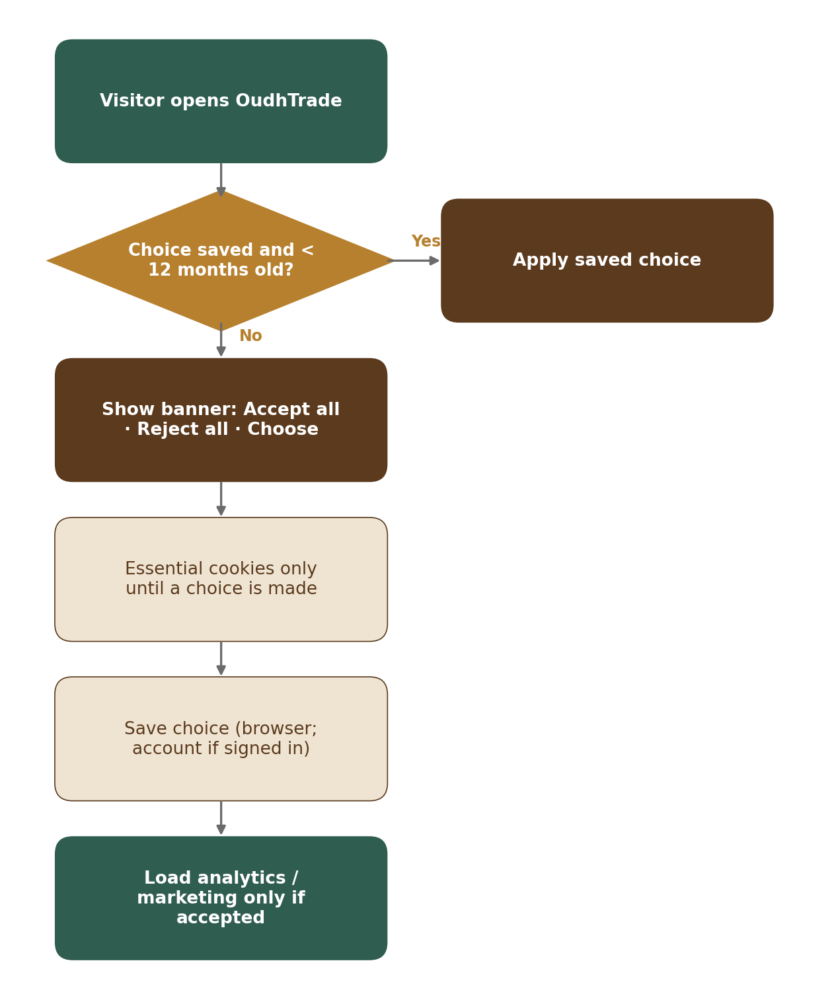 Visitor opens OudhTrade
Choice saved and <
12 months old?
Yes
Apply saved choice
No
Show banner: Accept all
· Reject all · Choose
Essential cookies only
until a choice is made
Save choice (browser;
account if signed in)
Load analytics /
marketing only if
accepted